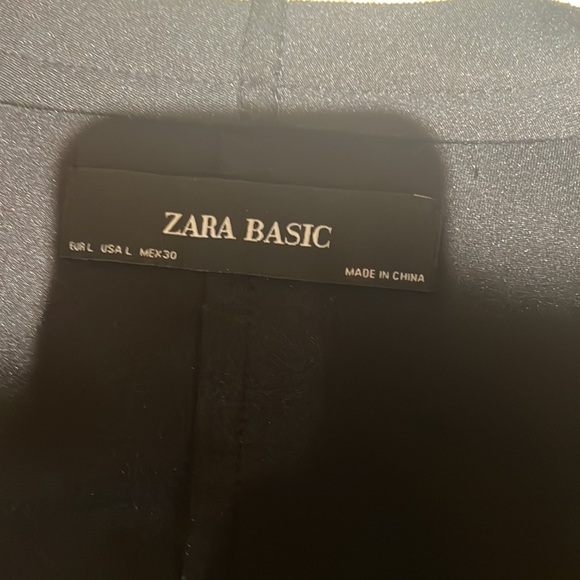 ZARA BASIC
EUR L USA L MEX 30
MADE IN CHINA